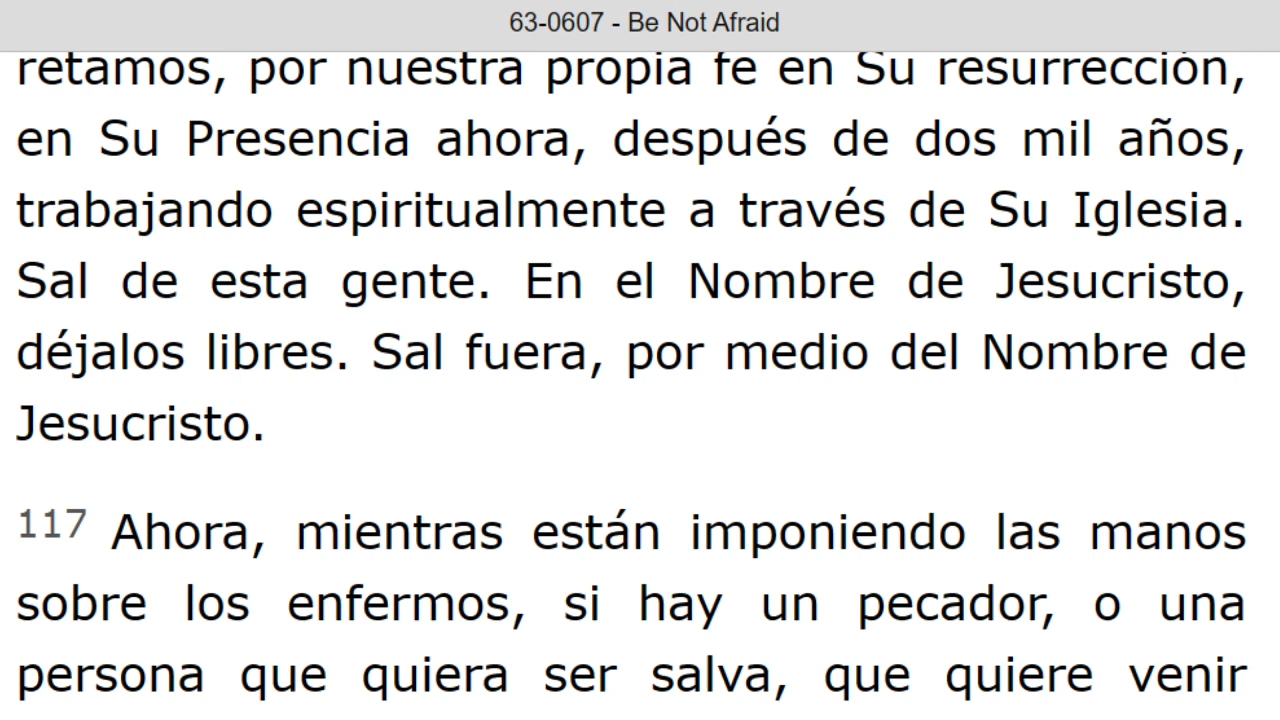 63-0607 - Be Not Afraid
retamos, por nuestra propia fe en Su resurrección,
en Su Presencia ahora, después de dos mil años,
trabajando espiritualmente a través de Su Iglesia.
Sal de esta gente. En el Nombre de Jesucristo,
déjalos libres. Sal fuera, por medio del Nombre de
Jesucristo.
117 Ahora, mientras están imponiendo las manos
sobre los enfermos, si hay un pecador, o una
persona que quiera ser salva, que quiere venir